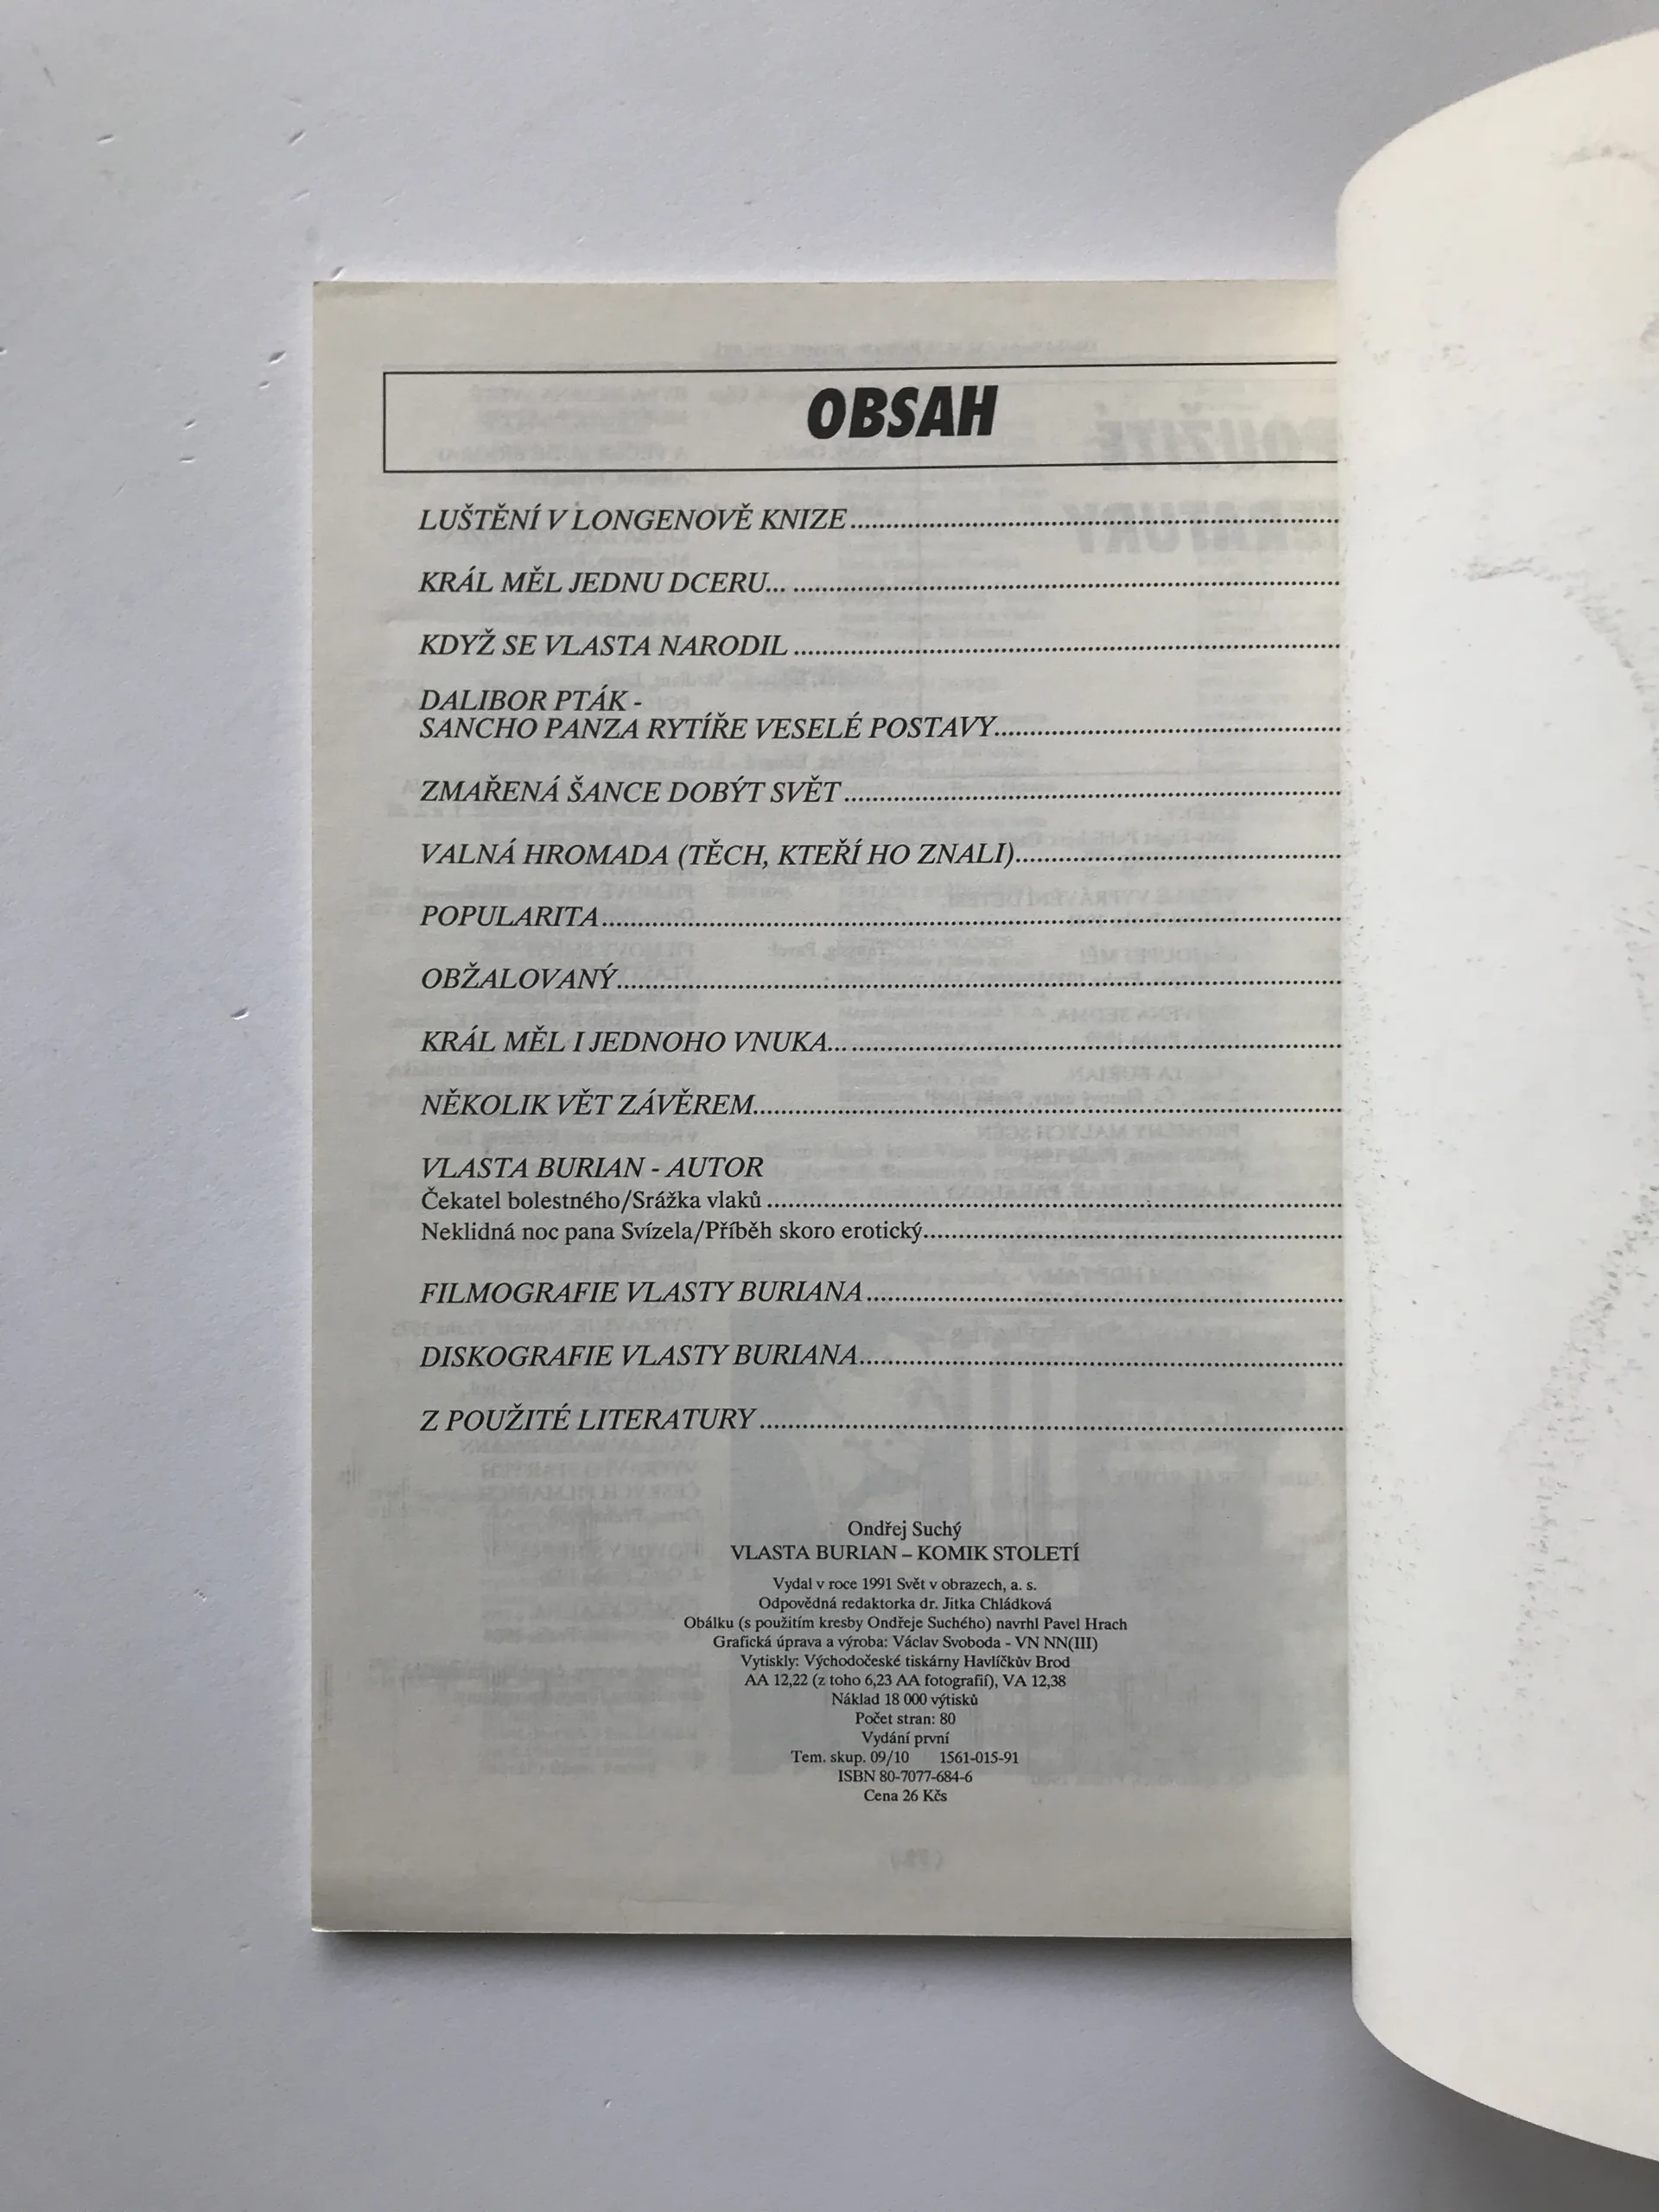 OBSAH
LUŠTĚNÍ V LONGENOVĚ KNIZE
KRÁL MĚL JEDNU DCERU...
KDYŽ SE VLASTA NARODIL
DALIBOR PTÁK -
SANCHO PANZA RYTÍŘE VESELÉ POSTAVY
ZMAŘENÁ ŠANCE DOBÝT SVĚT
VALNÁ HROMADA (TĚCH, KTEŘÍ HO ZNALI)
POPULARITA
OBŽALOVANÝ
KRÁL MĚL I JEDNOHO VNUKA...
NĚKOLIK VĚT ZÁVĚREM
VLASTA BURIAN - AUTOR
Čekatel bolestného/Srážka vlaků
Neklidná noc pana Svízela/Příběh skoro erotický
FILMOGRAFIE VLASTY BURIANA
DISKOGRAFIE VLASTY BURIANA
Z POUŽITÉ LITERATURY
Ondřej Suchý
VLASTA BURIAN – KOMIK STOLETÍ
Vydal v roce 1991 Svět v obrazech, a. s.
Odpovědná redaktorka dr. Jitka Chládková
Obálku (s použitím kresby Ondřeje Suchého) navrhl Pavel Hrach
Grafická úprava a výroba: Václav Svoboda - VN NN(III)
Vytiskly: Východočeské tiskárny Havlíčkův Brod
AA 12,22 (z toho 6,23 AA fotografií), VA 12,38
Náklad 18 000 výtisků
Počet stran: 80
Vydání první
Tem. skup. 09/10 1561-015-91
ISBN 80-7077-684-6
Cena 26 Kčs